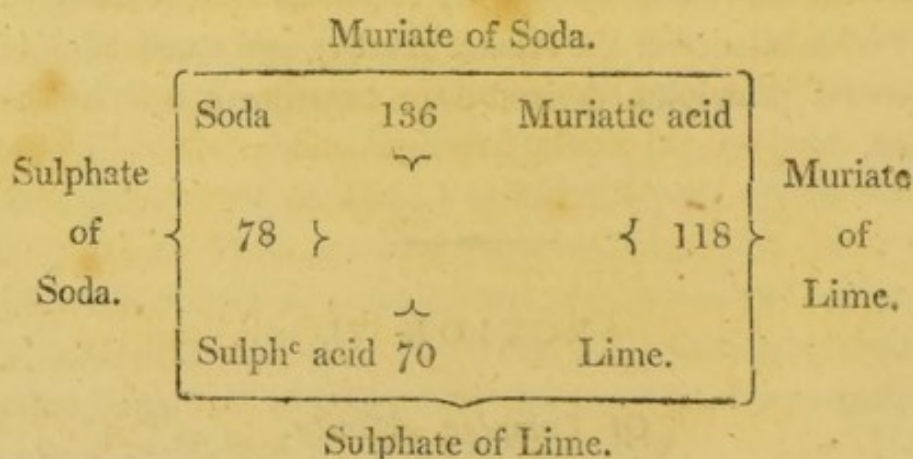 Muriate of Soda.
Soda 136 Muriatic acid
Sulphate
of
Soda.
78
118
Muriate
of
Lime.
Sulphᶜ acid 70 Lime.
Sulphate of Lime.